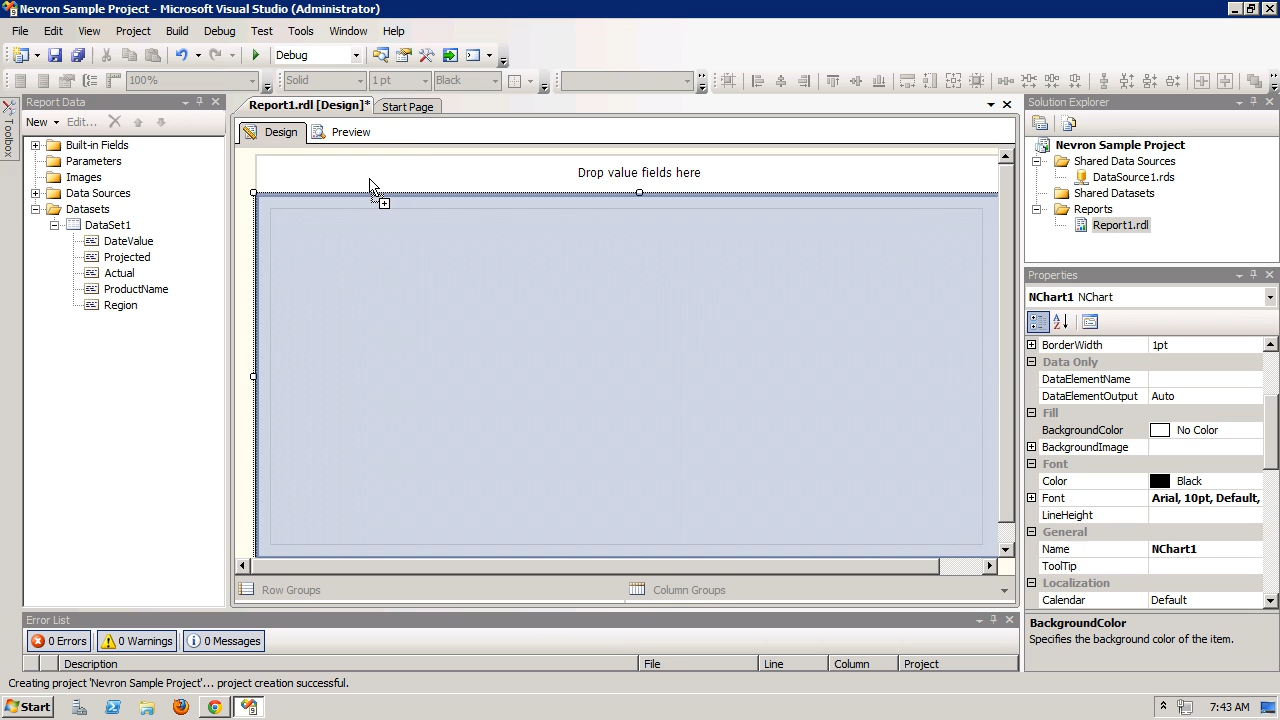 Nevron Sample Project - Microsoft Visual Studio (Administrator)
File Edit View Project Build Debug Test Tools Window Help
Debug
100% Solid 1 pt Black
Toolbox
Report Data
New Edit...
Built-in Fields
Parameters
Images
Data Sources
Datasets
DataSet1
DateValue
Projected
Actual
ProductName
Region
Report1.rdl [Design]* Start Page
Design Preview
Drop value fields here
Row Groups Column Groups
Solution Explorer
Nevron Sample Project
Shared Data Sources
DataSource1.rds
Shared Datasets
Reports
Report1.rdl
Properties
NChart1 NChart
BorderWidth 1pt
Data Only
DataElementName
DataElementOutput Auto
Fill
BackgroundColor No Color
BackgroundImage
Font
Color Black
Font Arial, 10pt, Default,
LineHeight
General
Name NChart1
ToolTip
Localization
Calendar Default
BackgroundColor
Specifies the background color of the item.
Error List
0 Errors 0 Warnings 0 Messages
Description File Line Column Project
Creating project 'Nevron Sample Project'... project creation successful.
Start 7:43 AM